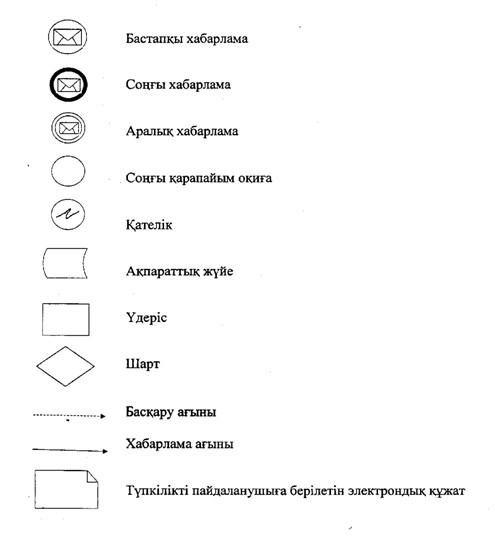 Бастапқы хабарлама
Соңғы хабарлама
Аралық хабарлама
Соңғы қарапайым оқиға
Қателік
Ақпараттық жүйе
Үдеріс
Шарт
Басқару ағыны
Хабарлама ағыны
Түпкілікті пайдаланушыға берілетін электрондық құжат